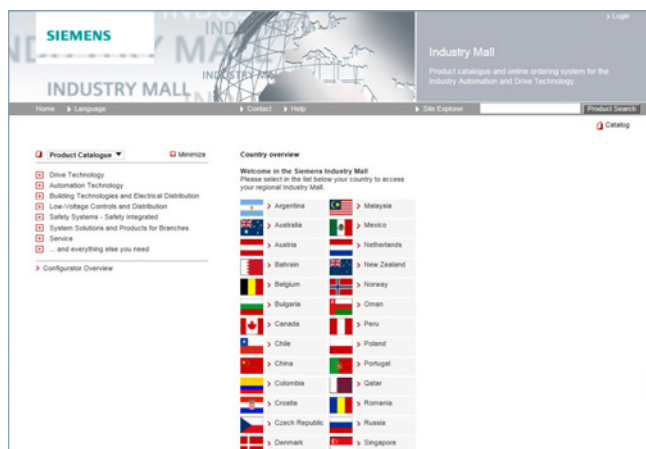 > Login
SIEMENS
INDUSTRY MALL
Industry Mall
Product catalogue and online ordering system for the
Industry Automation and Drive Technology
Home > Language > Contact > Help > Site Explorer Product Search
Catalog
Product Catalogue ▼ Minimize
Drive Technology
Automation Technology
Building Technologies and Electrical Distribution
Low-Voltage Controls and Distribution
Safety Systems - Safety Integrated
System Solutions and Products for Branches
Service
... and everything else you need
> Configurator Overview
Country overview
Welcome in the Siemens Industry Mall
Please select in the list below your country to access
your regional Industry Mall.
> Argentina > Malaysia
> Australia > Mexico
> Austria > Netherlands
> Bahrain > New Zealand
> Belgium > Norway
> Bulgaria > Oman
> Canada > Peru
> Chile > Poland
> China > Portugal
> Colombia > Qatar
> Croatia > Romania
> Czech Republic > Russia
> Denmark > Singapore